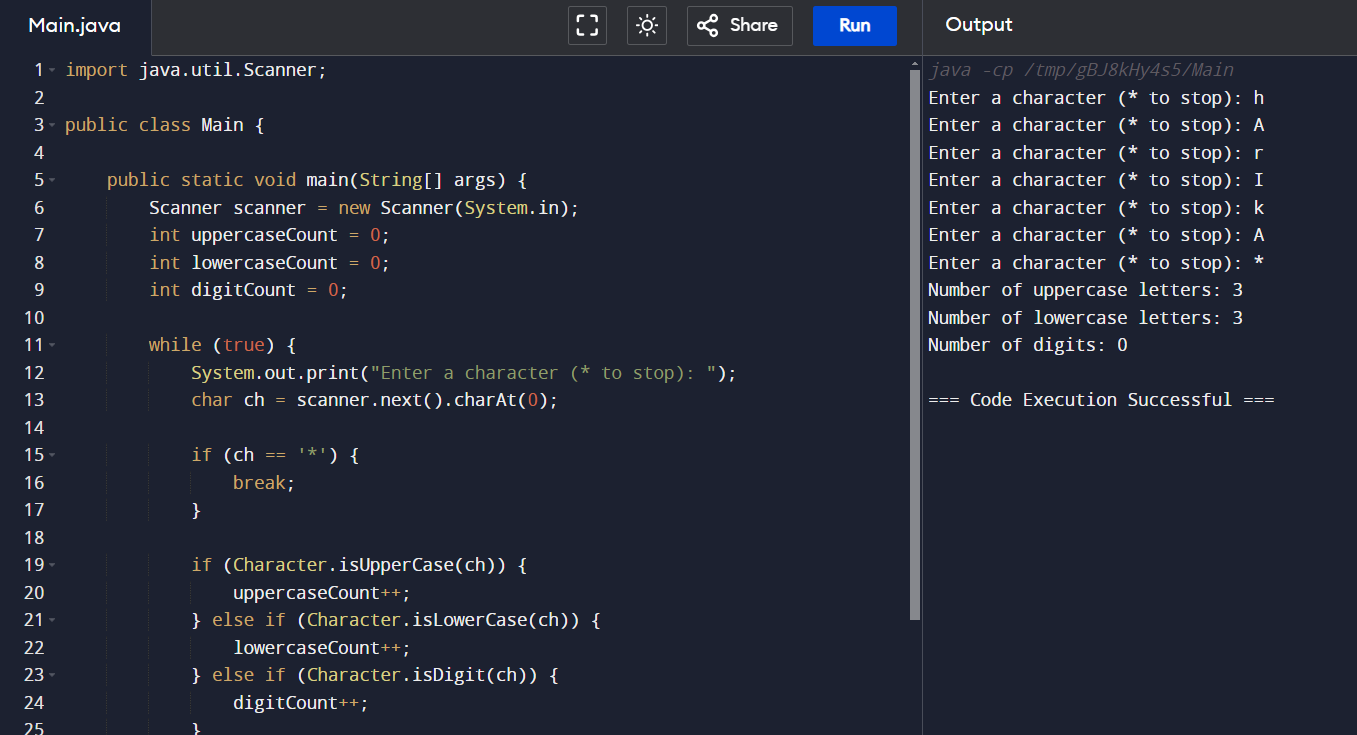 Main.java
Share
Run
Output
1 import java.util.Scanner;
2
3 public class Main {
4
5     public static void main(String[] args) {
6         Scanner scanner = new Scanner(System.in);
7         int uppercaseCount = 0;
8         int lowercaseCount = 0;
9         int digitCount = 0;
10
11         while (true) {
12             System.out.print("Enter a character (* to stop): ");
13             char ch = scanner.next().charAt(0);
14
15             if (ch == '*') {
16                 break;
17             }
18
19             if (Character.isUpperCase(ch)) {
20                 uppercaseCount++;
21             } else if (Character.isLowerCase(ch)) {
22                 lowercaseCount++;
23             } else if (Character.isDigit(ch)) {
24                 digitCount++;
25             }
java -cp /tmp/gBJ8kHy4s5/Main
Enter a character (* to stop): h
Enter a character (* to stop): A
Enter a character (* to stop): r
Enter a character (* to stop): I
Enter a character (* to stop): k
Enter a character (* to stop): A
Enter a character (* to stop): *
Number of uppercase letters: 3
Number of lowercase letters: 3
Number of digits: 0

=== Code Execution Successful ===